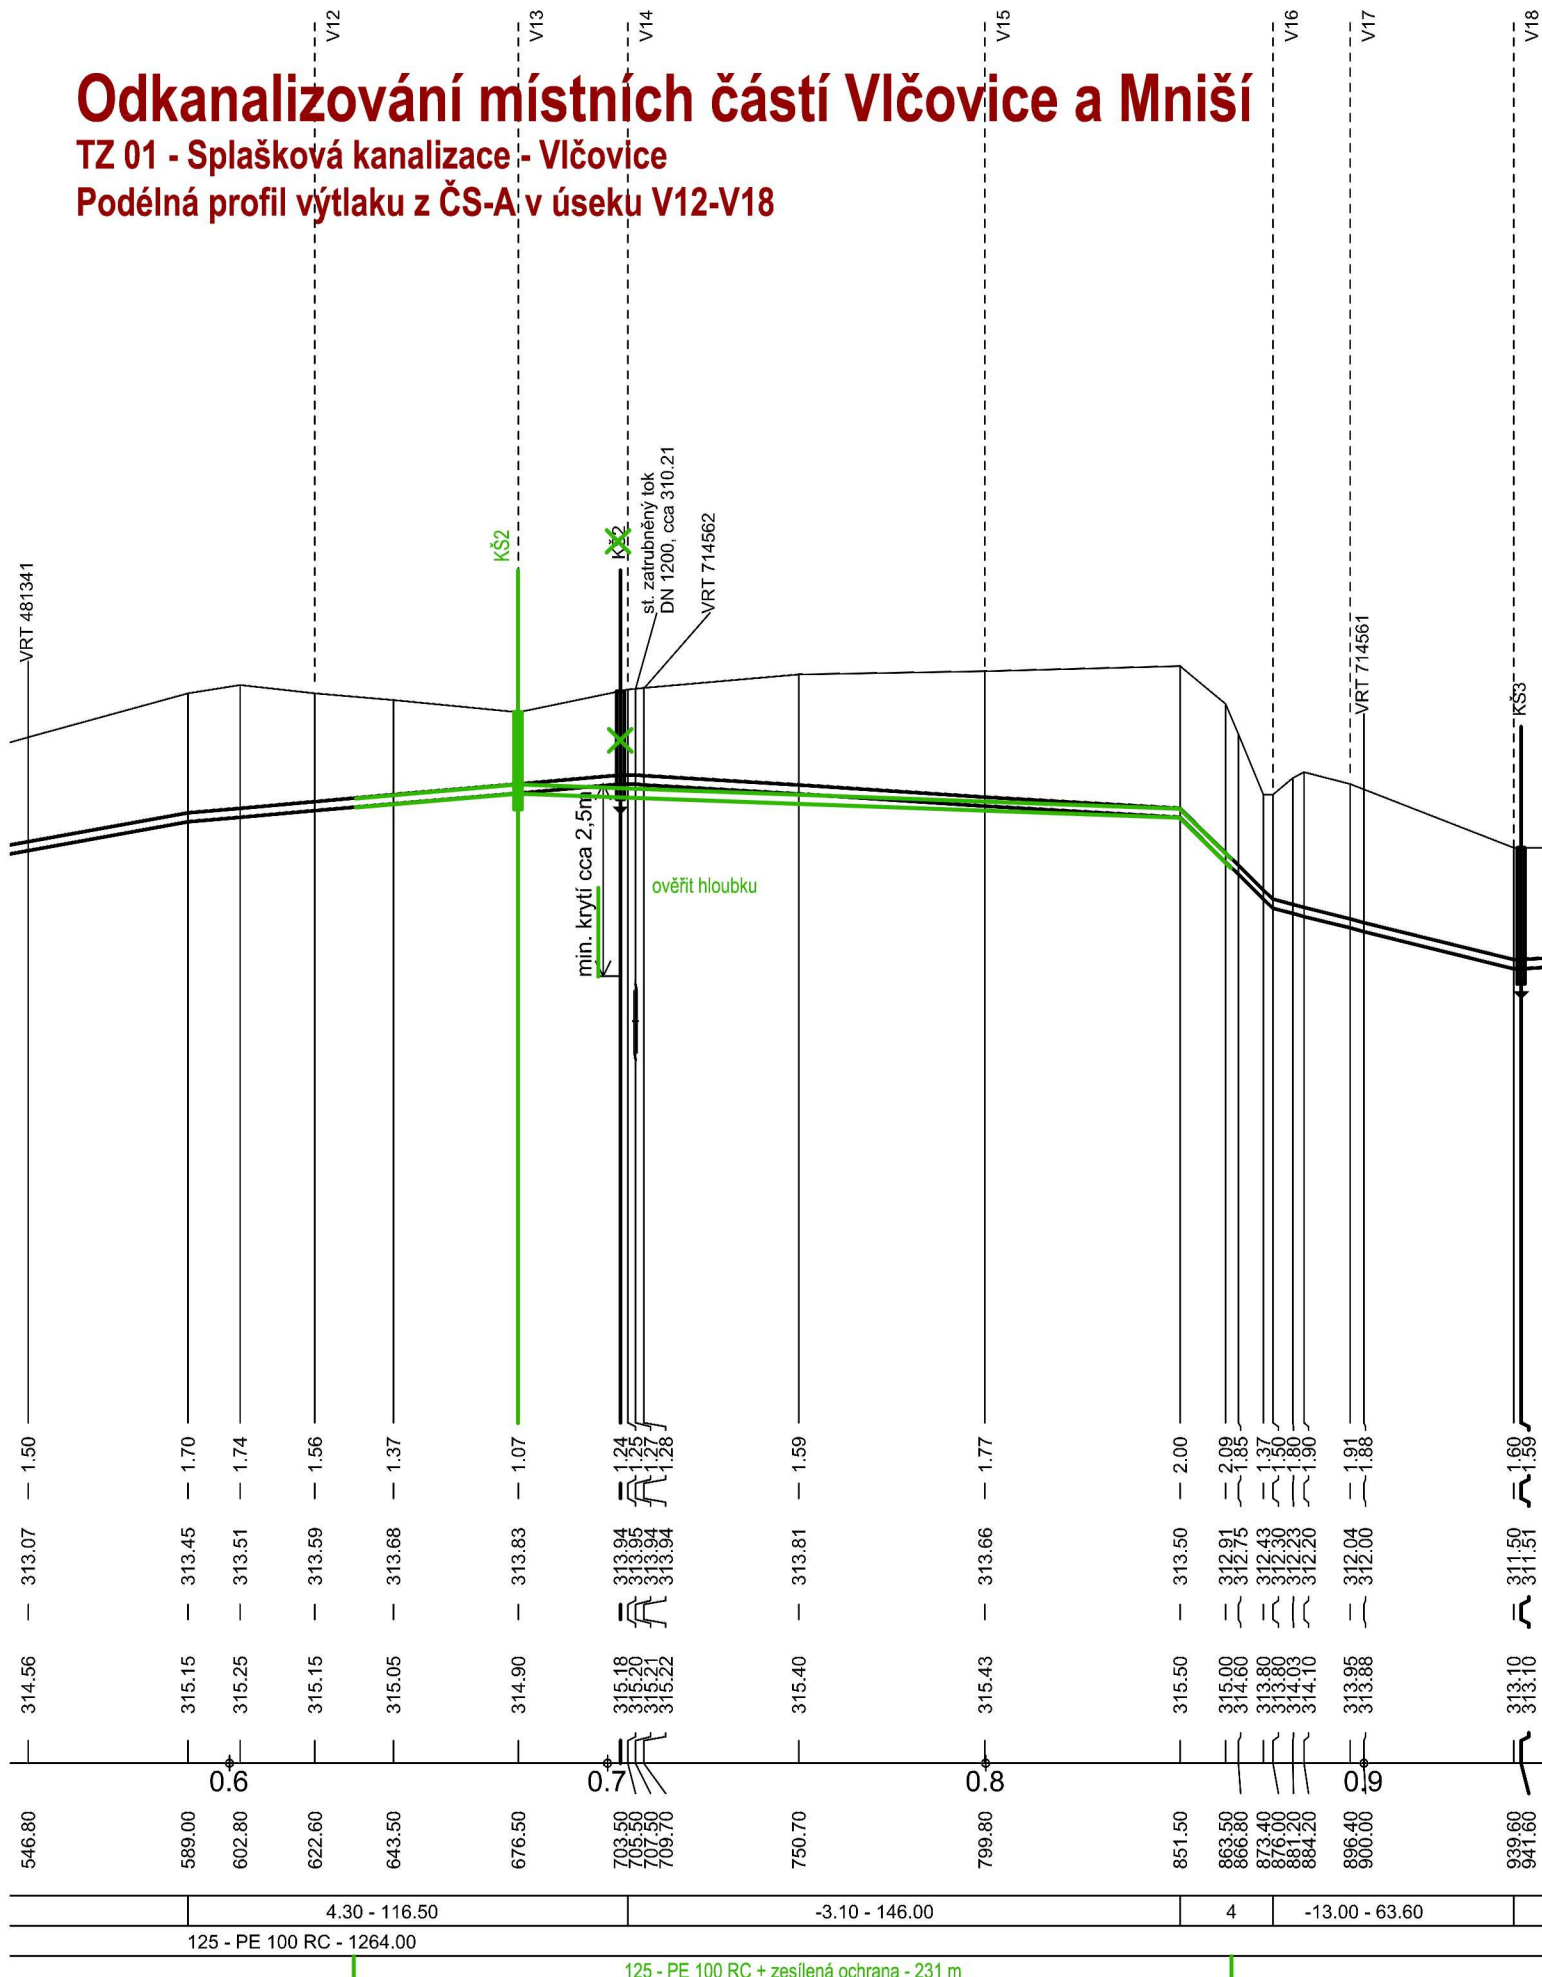 V12
V13
V14
V15
V16
V17
V18
Odkanalizování místních částí Vlčovice a Mniší
TZ 01 - Splašková kanalizace - Vlčovice
Podélná profil výtlaku z ČS-A v úseku V12-V18
VRT 481341
KŠ2
KŠ2
st. zatrubněný tok
DN 1200, cca 310.21
VRT 714562
VRT 714561
KŠ3
min. krytí cca 2,5m
ověřit hloubku
1.50 1.70 1.74 1.56 1.37 1.07 1.24 1.25 1.27 1.28 1.59 1.77 2.00 2.09 1.85 1.37 1.50 1.80 1.90 1.91 1.88 1.60 1.59
313.07 313.45 313.51 313.59 313.68 313.83 313.94 313.95 313.94 313.94 313.81 313.66 313.50 312.91 312.75 312.43 312.30 312.23 312.20 312.04 312.00 311.50 311.51
314.56 315.15 315.25 315.15 315.05 314.90 315.18 315.20 315.21 315.22 315.40 315.43 315.50 315.00 314.60 313.80 313.80 314.03 314.10 313.95 313.88 313.10 313.10
0.6 0.7 0.8 0.9
546.80 589.00 602.80 622.60 643.50 676.50 703.50 705.50 707.50 709.70 750.70 799.80 851.50 863.50 866.80 873.40 876.00 881.20 884.20 896.40 900.00 939.60 941.60
4.30 - 116.50 -3.10 - 146.00 4 -13.00 - 63.60
125 - PE 100 RC - 1264.00
125 - PE 100 RC + zesílená ochrana - 231 m